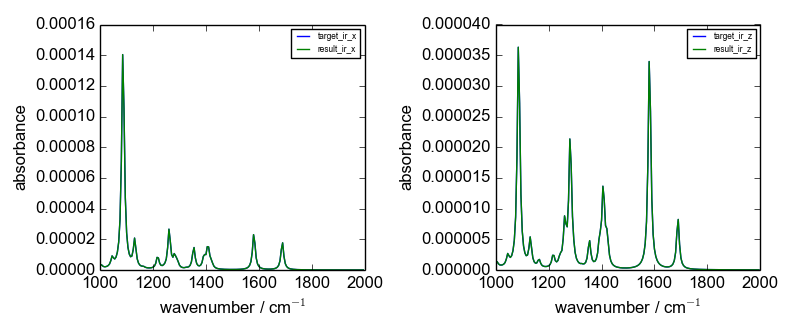 0.00016
0.00014
0.00012
0.00010
0.00008
0.00006
0.00004
0.00002
0.00000
absorbance
target_ir_x
result_ir_x
1000 1200 1400 1600 1800 2000
wavenumber / cm⁻¹
0.000040
0.000035
0.000030
0.000025
0.000020
0.000015
0.000010
0.000005
0.000000
absorbance
target_ir_z
result_ir_z
1000 1200 1400 1600 1800 2000
wavenumber / cm⁻¹